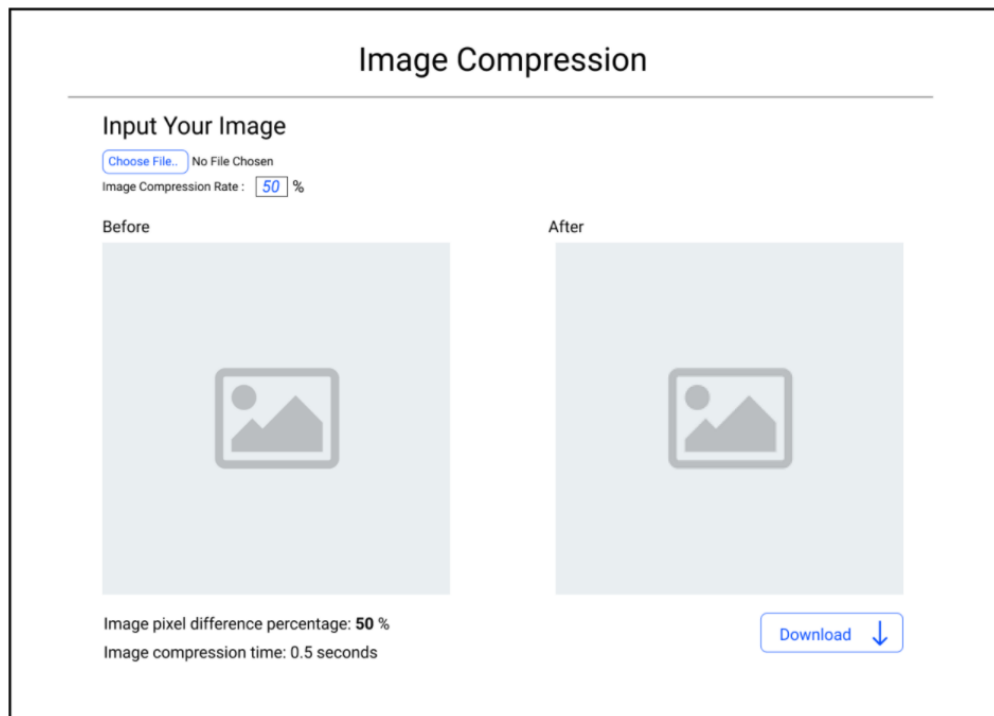 Image Compression
Input Your Image
Choose File.. No File Chosen
Image Compression Rate : 50 %
Before
After
Image pixel difference percentage: 50 %
Image compression time: 0.5 seconds
Download